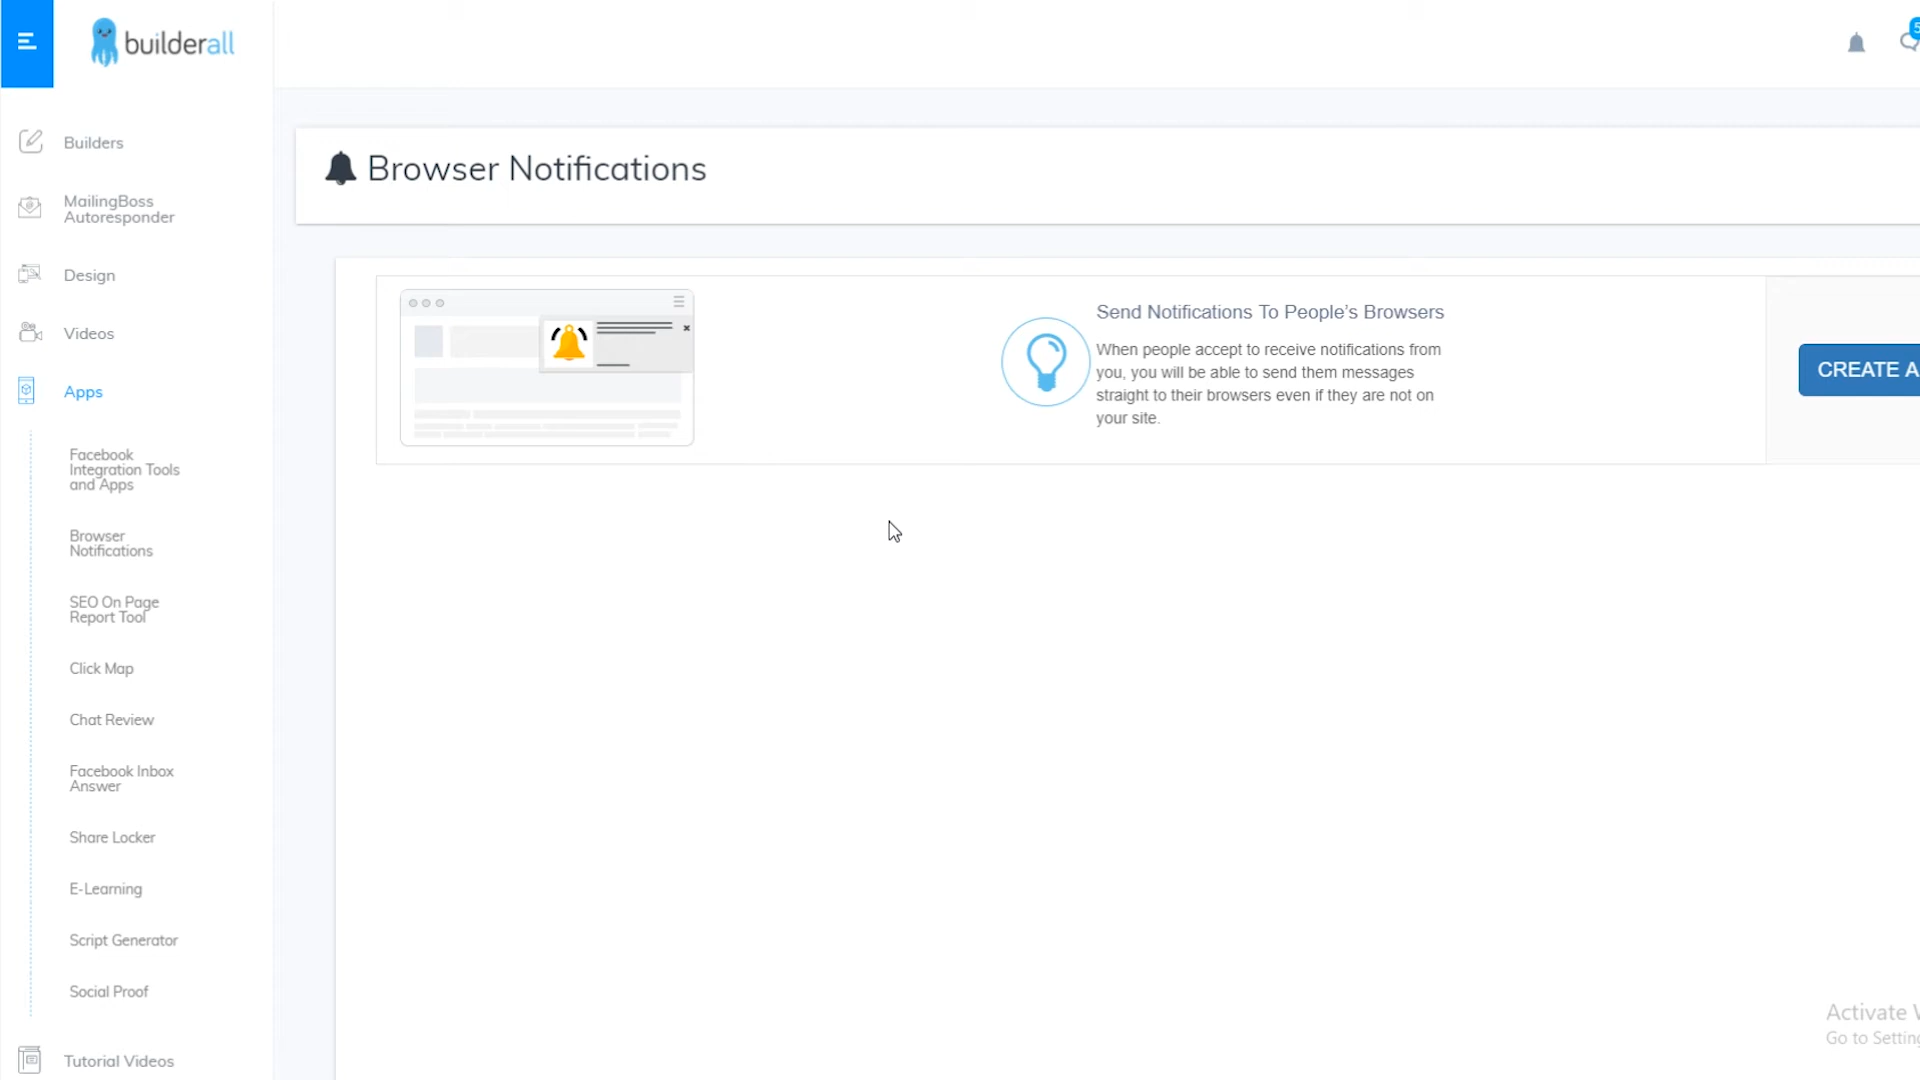 builderall
5
Builders
MailingBoss
Autoresponder
Design
Videos
Apps
Facebook
Integration Tools
and Apps
Browser
Notifications
SEO On Page
Report Tool
Click Map
Chat Review
Facebook Inbox
Answer
Share Locker
E-Learning
Script Generator
Social Proof
Tutorial Videos
Browser Notifications
Send Notifications To People's Browsers
When people accept to receive notifications from
you, you will be able to send them messages
straight to their browsers even if they are not on
your site.
CREATE A
Activate
Go to Setting